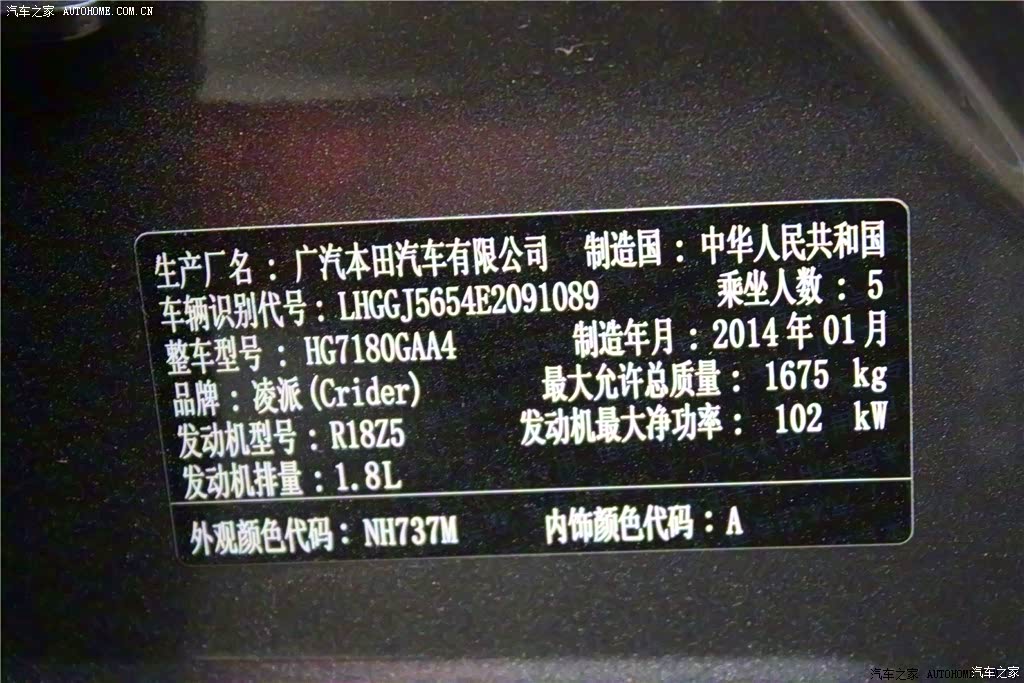 汽车之家 AUTOHOME.COM.CN
生产厂名：广汽本田汽车有限公司 制造国：中华人民共和国
车辆识别代号：LHGGJ5654E2091089 乘坐人数：5
整车型号：HG7180GAA4 制造年月：2014年01月
品牌：凌派(Crider) 最大允许总质量：1675 kg
发动机型号：R18Z5 发动机最大净功率：102 kW
发动机排量：1.8L
外观颜色代码：NH737M 内饰颜色代码：A
汽车之家 AUTOHOME 汽车之家